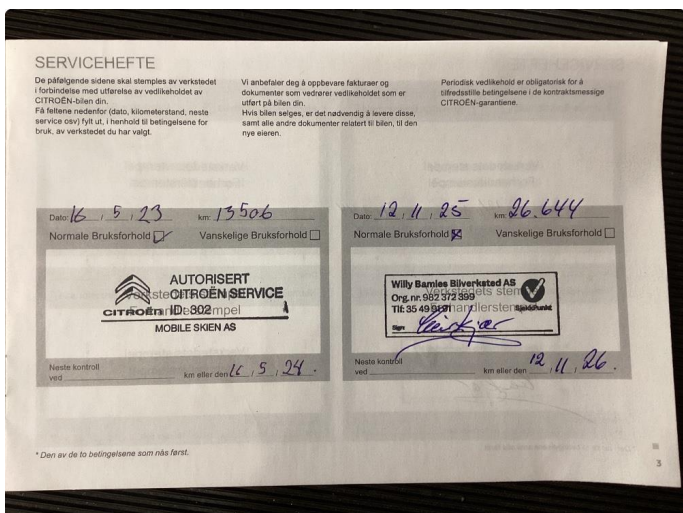 SERVICEHEFTE
De påfølgende sidene skal stemples av verkstedet
i forbindelse med utførelse av vedlikeholdet av
CITROËN-bilen din.
Få feltene nedenfor (dato, kilometerstand, neste
service osv) fylt ut, i henhold til betingelsene for
bruk, av verkstedet du har valgt.
Vi anbefaler deg å oppbevare fakturaer og
dokumenter som vedrører vedlikeholdet som er
utført på bilen din.
Hvis bilen selges, er det nødvendig å levere disse,
samt alle andre dokumenter relatert til bilen, til den
nye eieren.
Periodisk vedlikehold er obligatorisk for å
tilfredsstille betingelsene i de kontraktsmessige
CITROËN-garantiene.
Dato: 16 , 5 , 23 km: 13506
Normale Bruksforhold Vanskelige Bruksforhold
AUTORISERT
CITROËN SERVICE
CITROËN ID: 302
MOBILE SKIEN AS
Neste kontroll
ved km eller den 16 , 5 , 24 .
Dato: 12 , 11 , 25 km: 26.644
Normale Bruksforhold Vanskelige Bruksforhold
Willy Bamles Bilverksted AS
Org.nr. 982 372 399
Tlf: 35 49
Sign
Neste kontroll
ved km eller den 12 , 11 , 26 .
* Den av de to betingelsene som nås først.
3